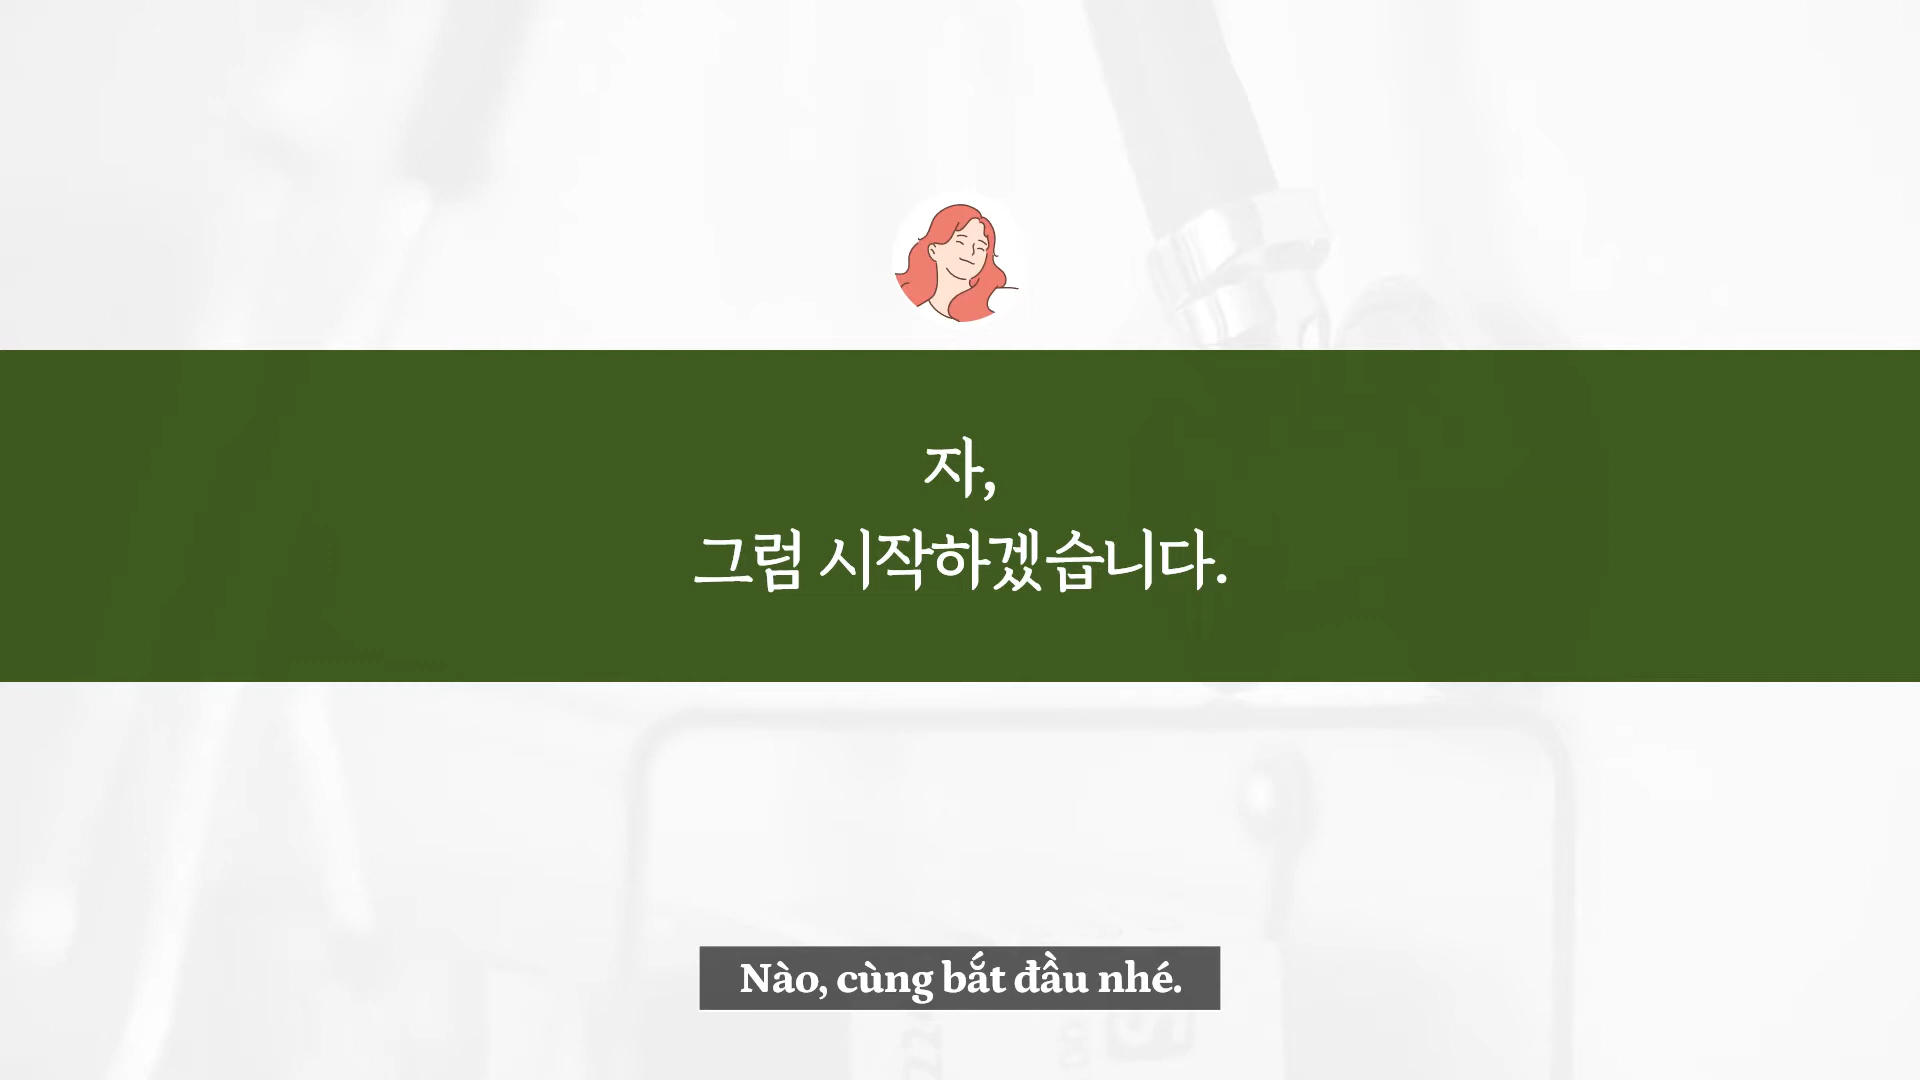 자,
그럼 시작하겠습니다.
Nào, cùng bắt đầu nhé.